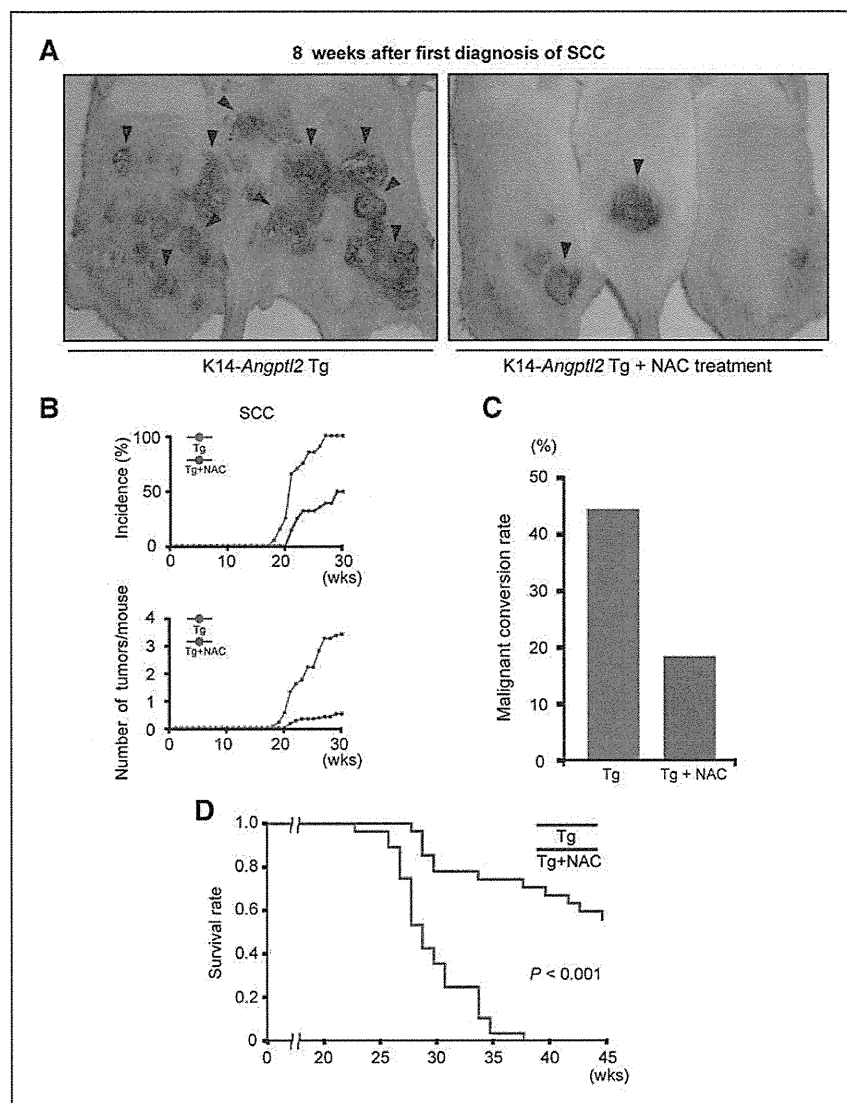 A
8 weeks after first diagnosis of SCC
K14-Angptl2 Tg
K14-Angptl2 Tg + NAC treatment
B
SCC
Incidence (%)
100
50
0
Tg
Tg+NAC
0 10 20 30
(wks)
Number of tumors/mouse
4
3
2
1
0
Tg
Tg+NAC
0 10 20 30
(wks)
C
(%)
Malignant conversion rate
50
40
30
20
10
0
Tg Tg + NAC
D
Survival rate
1.0
0.8
0.6
0.4
0.2
0
Tg
Tg+NAC
P < 0.001
0 20 25 30 35 40 45
(wks)